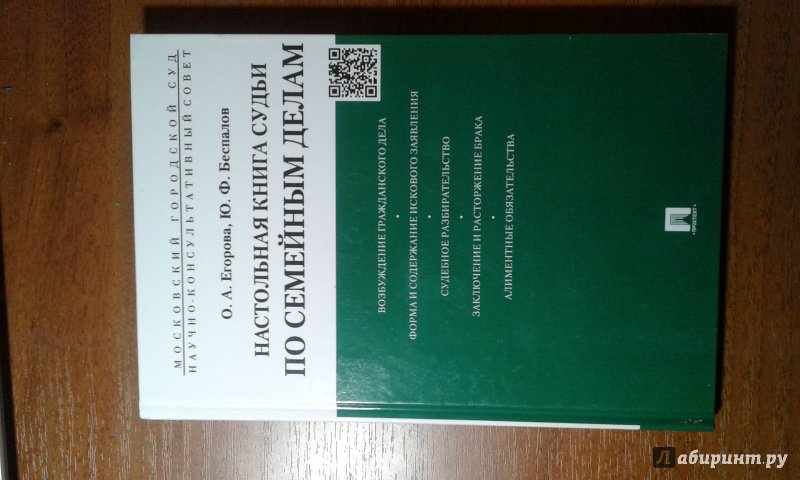 МОСКОВСКИЙ ГОРОДСКОЙ СУД
НАУЧНО-КОНСУЛЬТАТИВНЫЙ СОВЕТ
О. А. Егорова, Ю. Ф. Беспалов
НАСТОЛЬНАЯ КНИГА СУДЬИ
ПО СЕМЕЙНЫМ ДЕЛАМ
ВОЗБУЖДЕНИЕ ГРАЖДАНСКОГО ДЕЛА
•
ФОРМА И СОДЕРЖАНИЕ ИСКОВОГО ЗАЯВЛЕНИЯ
•
СУДЕБНОЕ РАЗБИРАТЕЛЬСТВО
•
ЗАКЛЮЧЕНИЕ И РАСТОРЖЕНИЕ БРАКА
•
АЛИМЕНТНЫЕ ОБЯЗАТЕЛЬСТВА
•ПРОСПЕКТ•
Лабиринт.ру